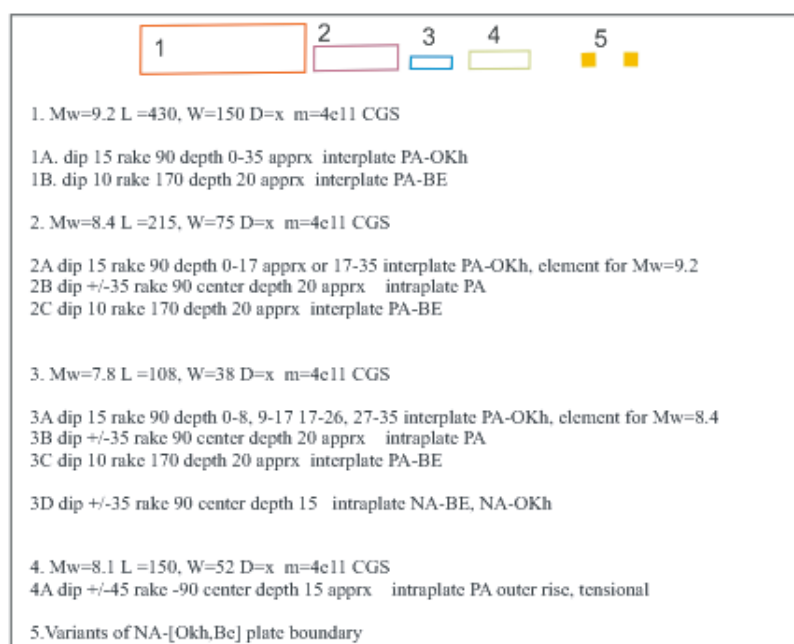 1 2 3 4 5
1. Mw=9.2 L =430, W=150 D=x m=4e11 CGS
1A. dip 15 rake 90 depth 0-35 apprx interplate PA-OKh
1B. dip 10 rake 170 depth 20 apprx interplate PA-BE
2. Mw=8.4 L =215, W=75 D=x m=4e11 CGS
2A dip 15 rake 90 depth 0-17 apprx or 17-35 interplate PA-OKh, element for Mw=9.2
2B dip +/-35 rake 90 center depth 20 apprx intraplate PA
2C dip 10 rake 170 depth 20 apprx interplate PA-BE
3. Mw=7.8 L =108, W=38 D=x m=4e11 CGS
3A dip 15 rake 90 depth 0-8, 9-17 17-26, 27-35 interplate PA-OKh, element for Mw=8.4
3B dip +/-35 rake 90 center depth 20 apprx intraplate PA
3C dip 10 rake 170 depth 20 apprx interplate PA-BE
3D dip +/-35 rake 90 center depth 15 intraplate NA-BE, NA-OKh
4. Mw=8.1 L =150, W=52 D=x m=4e11 CGS
4A dip +/-45 rake -90 center depth 15 apprx intraplate PA outer rise, tensional
5.Variants of NA-[Okh,Be] plate boundary